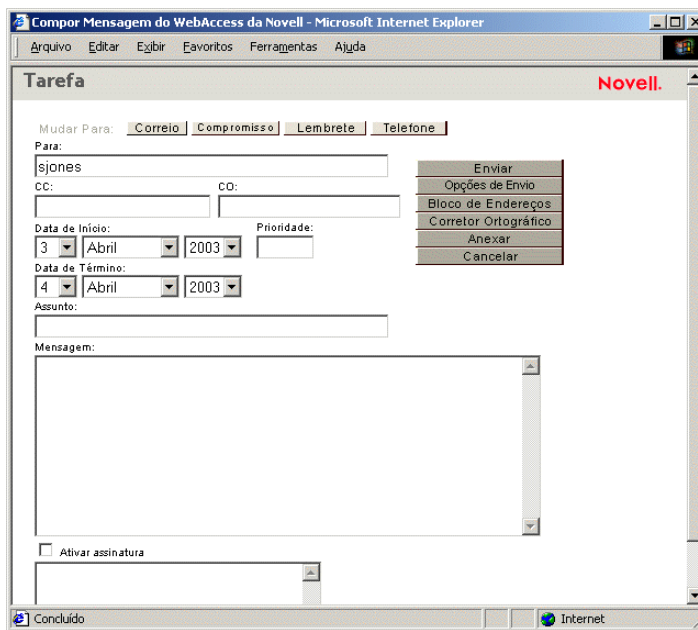 Compor Mensagem do WebAccess da Novell - Microsoft Internet Explorer
Arquivo Editar Exibir Favoritos Ferramentas Ajuda
Tarefa
Novell.
Mudar Para: Correio Compromisso Lembrete Telefone
Para:
sjones
CC: CO:
Enviar
Opções de Envio
Bloco de Endereços
Corretor Ortográfico
Anexar
Cancelar
Data de Início: Prioridade:
3 Abril 2003
Data de Término:
4 Abril 2003
Assunto:
Mensagem:
Ativar assinatura
Concluído Internet